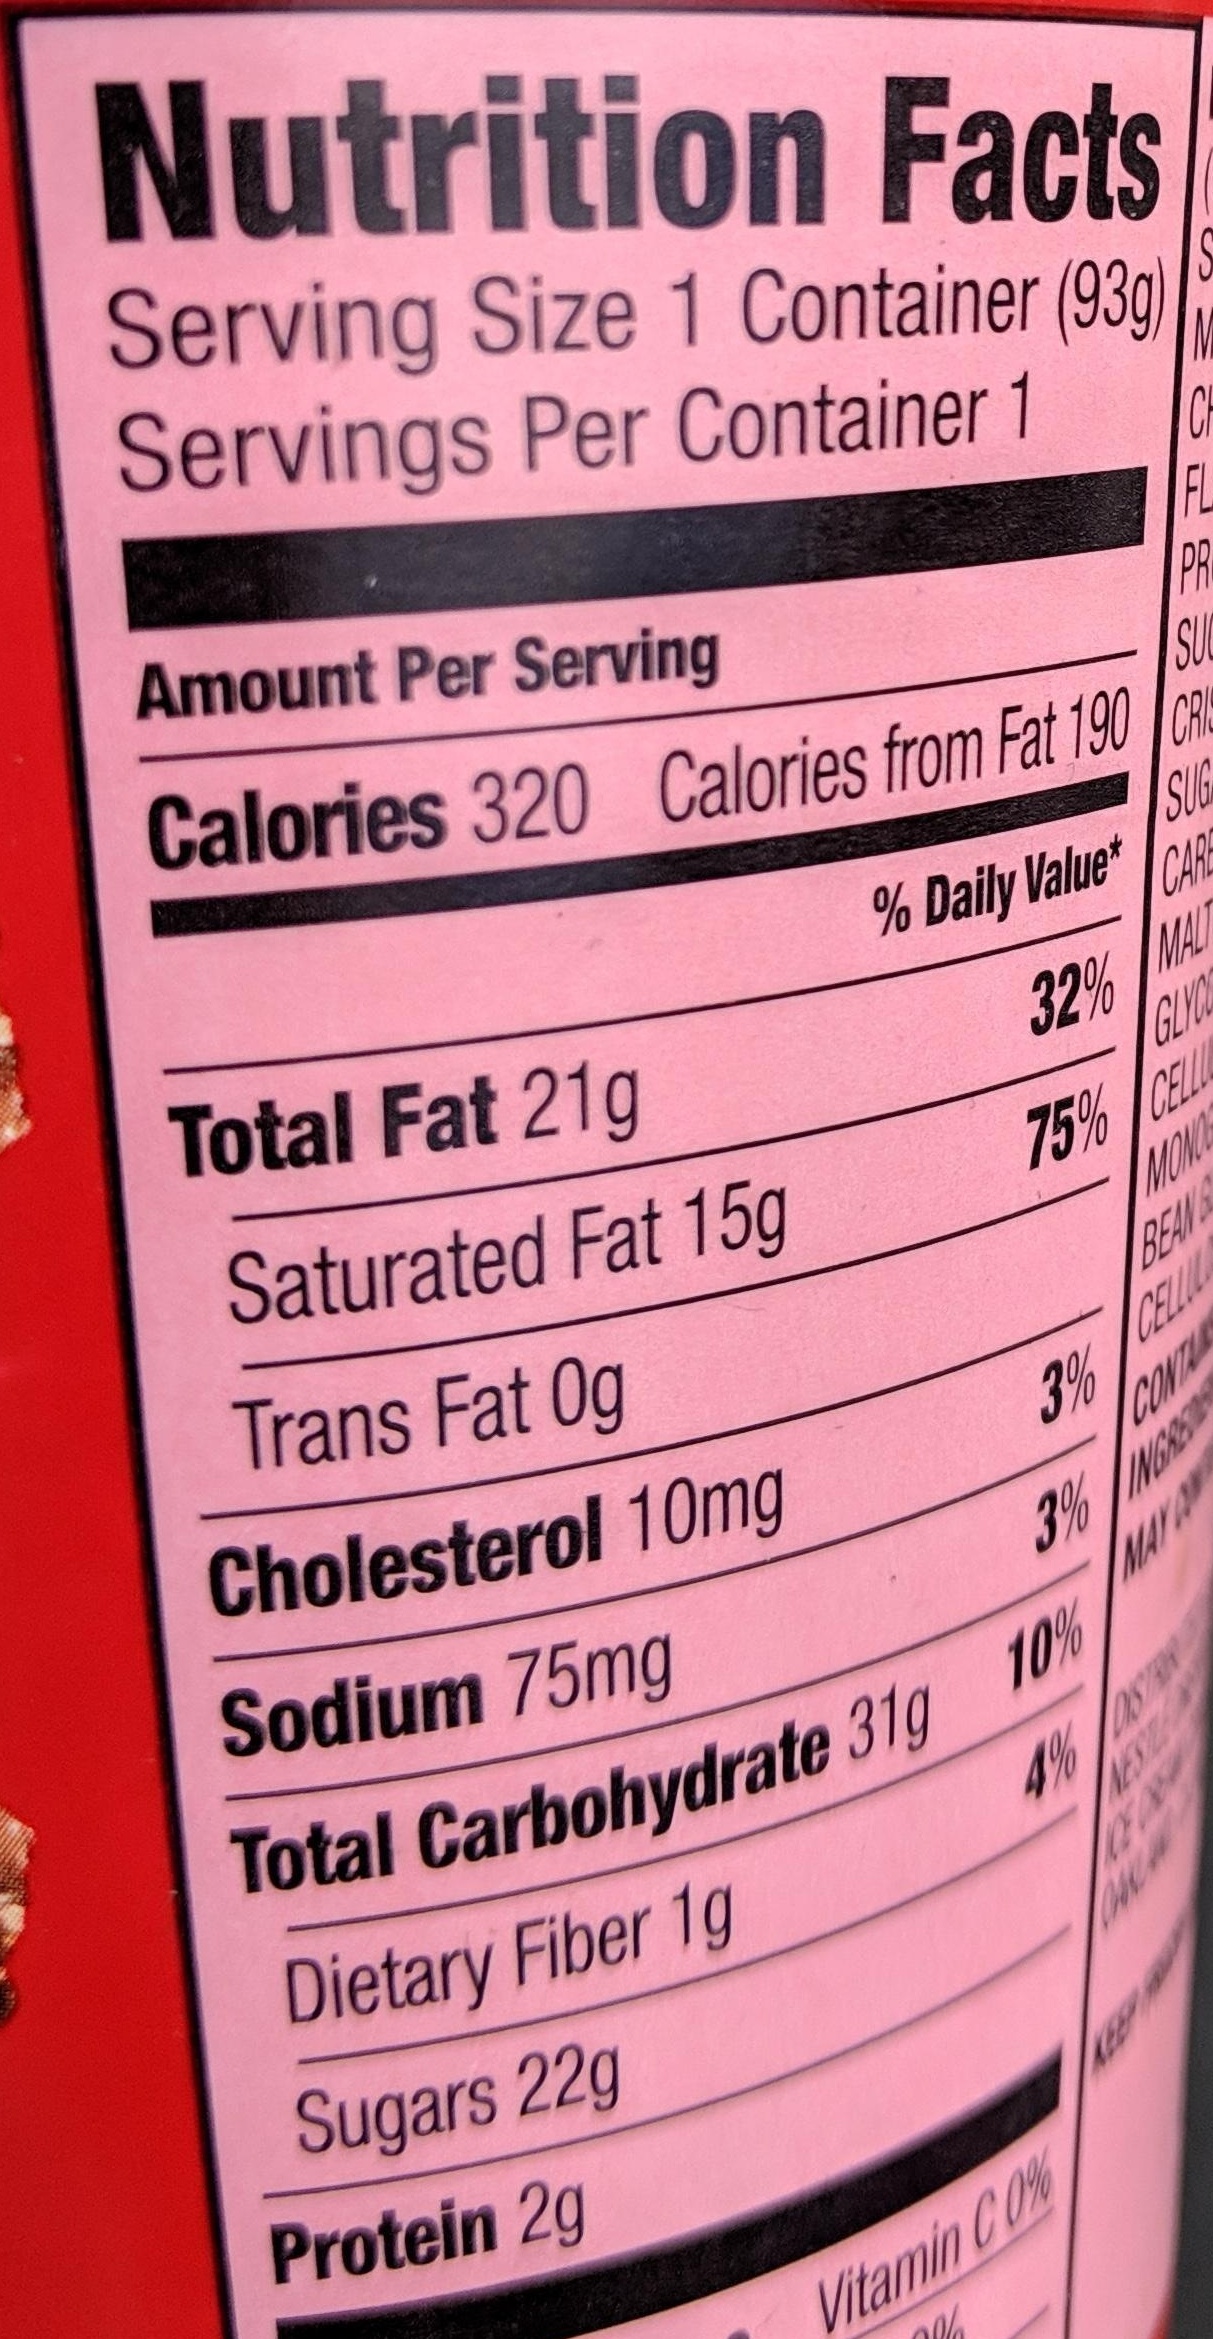 Nutrition Facts
Serving Size 1 Container (93g)
Servings Per Container 1
Amount Per Serving
Calories 320 Calories from Fat 190
% Daily Value*
Total Fat 21g 32%
Saturated Fat 15g 75%
Trans Fat 0g
Cholesterol 10mg 3%
Sodium 75mg 3%
Total Carbohydrate 31g 10%
Dietary Fiber 1g 4%
Sugars 22g
Protein 2g
Vitamin C 0%